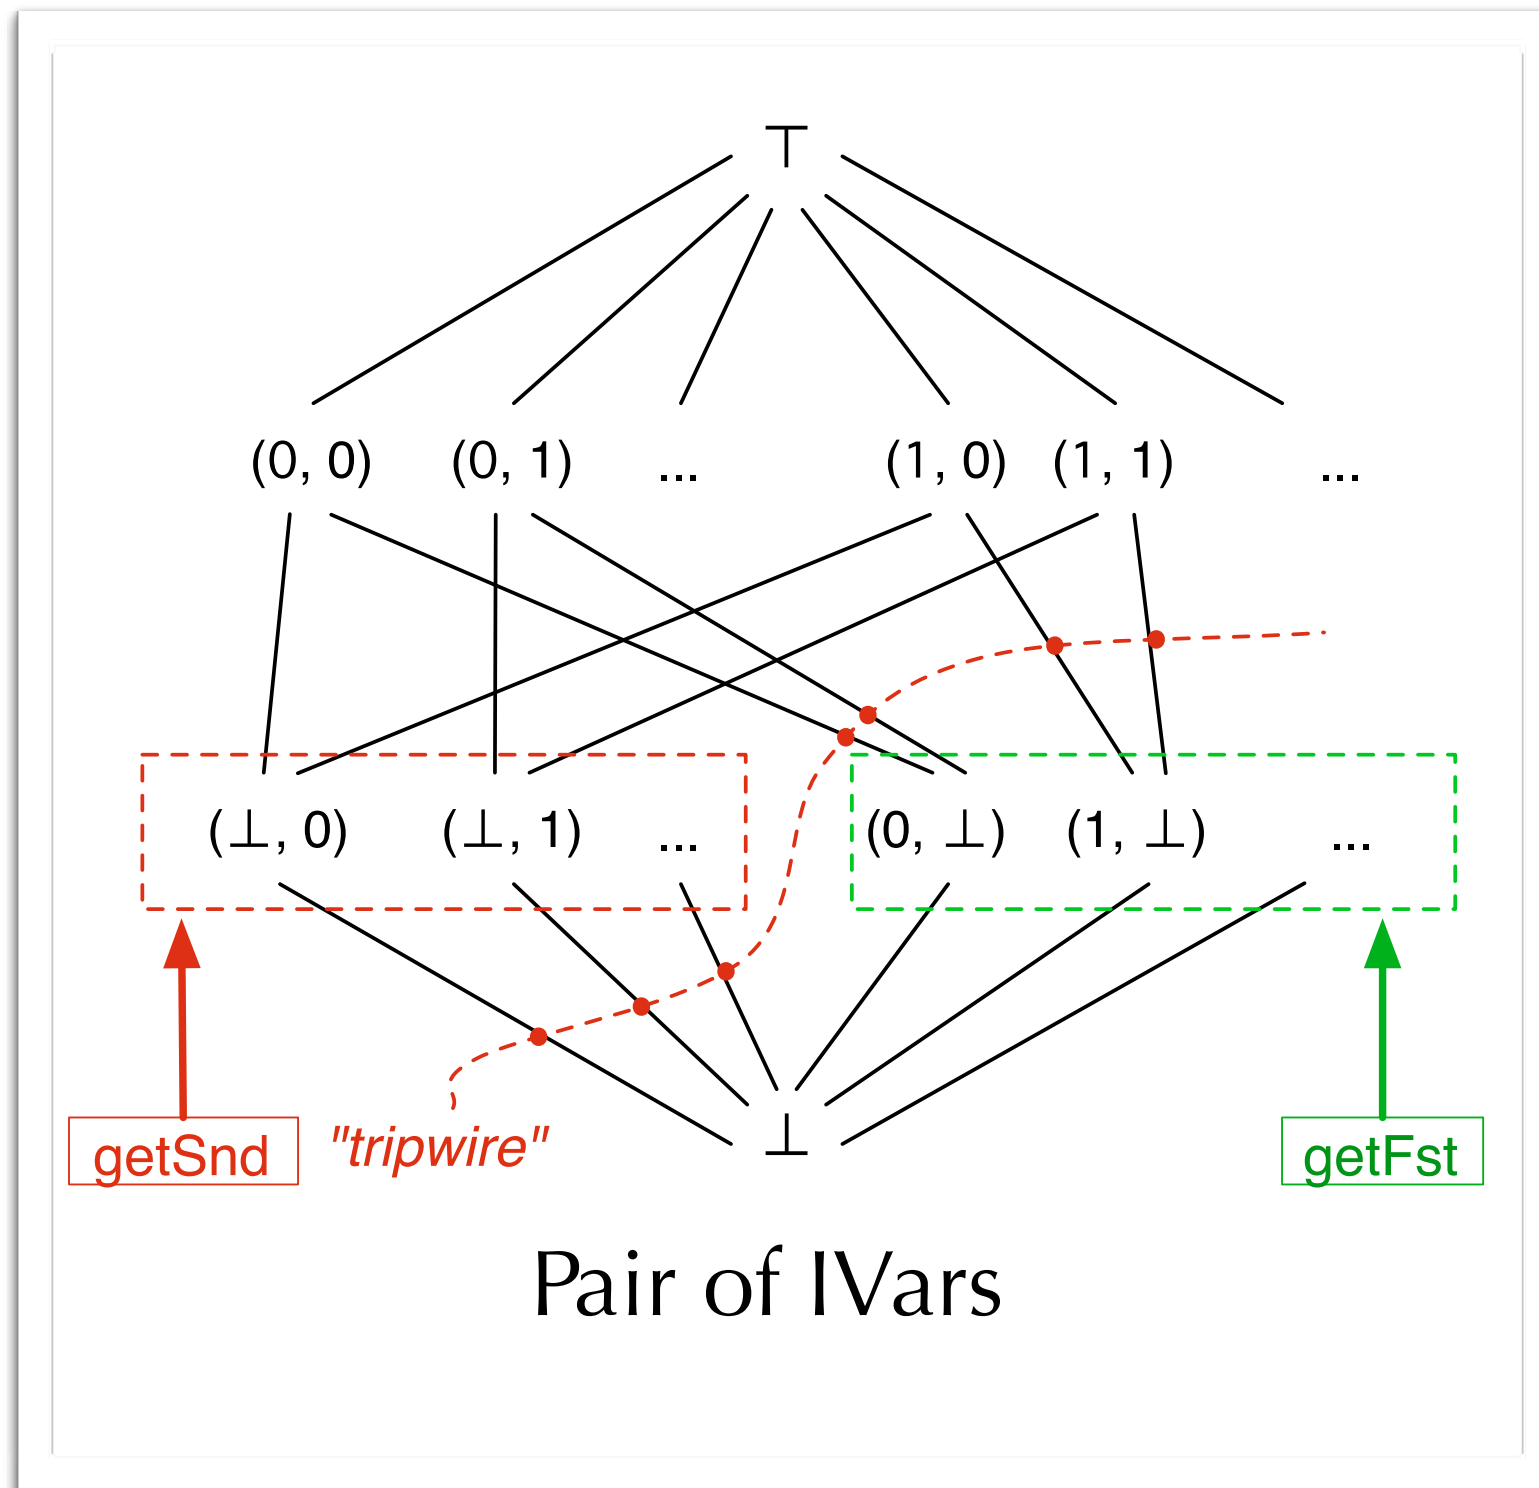 ⊤
(0, 0) (0, 1) ... (1, 0) (1, 1) ...
(⊥, 0) (⊥, 1) ... (0, ⊥) (1, ⊥) ...
⊥
getSnd "tripwire" getFst
Pair of IVars